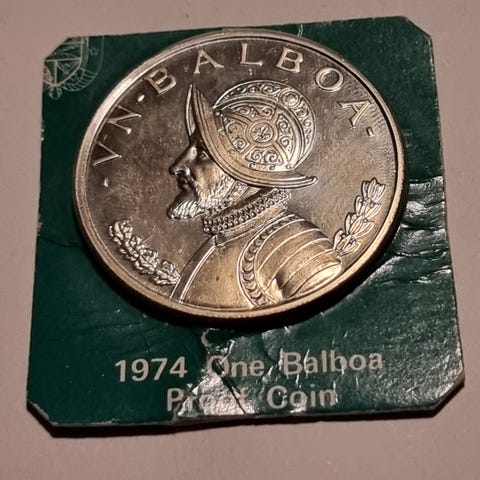 ·VN·BALBOA·
1974 One Balboa
Proof Coin